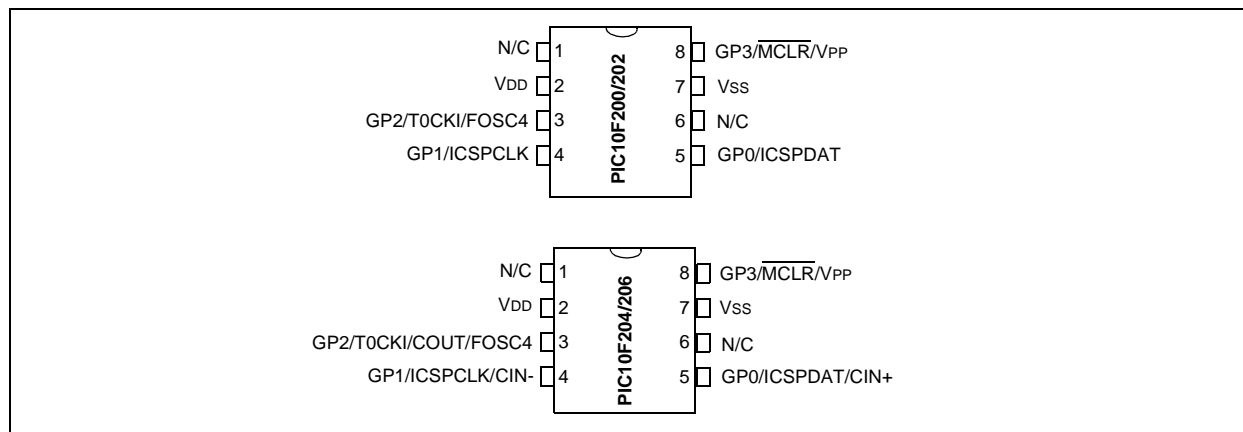 N/C 1 8 GP3/MCLR/VPP
VDD 2 7 VSS
GP2/T0CKI/FOSC4 3 6 N/C
GP1/ICSPCLK 4 5 GP0/ICSPDAT
PIC10F200/202
N/C 1 8 GP3/MCLR/VPP
VDD 2 7 VSS
GP2/T0CKI/COUT/FOSC4 3 6 N/C
GP1/ICSPCLK/CIN- 4 5 GP0/ICSPDAT/CIN+
PIC10F204/206